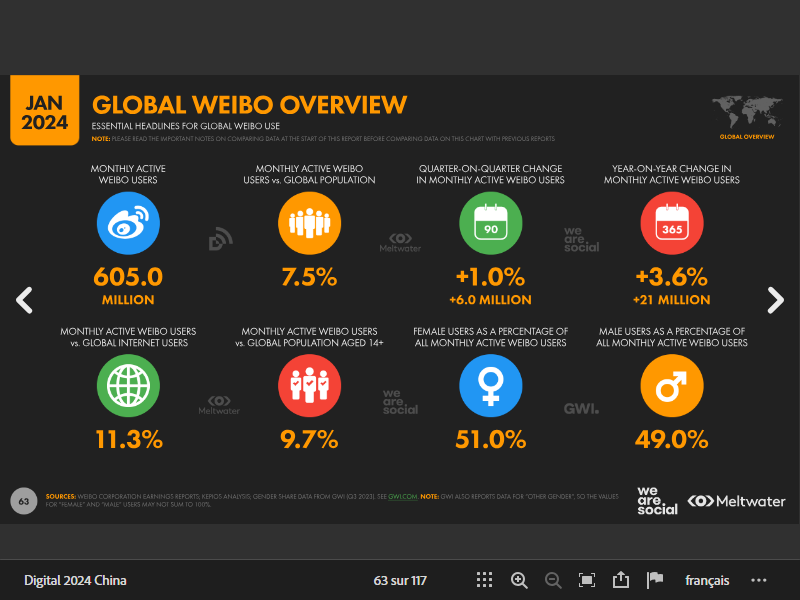 JAN
2024
GLOBAL WEIBO OVERVIEW
ESSENTIAL HEADLINES FOR GLOBAL WEIBO USE
NOTE: PLEASE READ THE IMPORTANT NOTES ON COMPARING DATA AT THE START OF THIS REPORT BEFORE COMPARING DATA ON THIS CHART WITH PREVIOUS REPORTS
GLOBAL OVERVIEW
MONTHLY ACTIVE
WEIBO USERS
605.0
MILLION
MONTHLY ACTIVE WEIBO
USERS vs. GLOBAL POPULATION
7.5%
Meltwater
QUARTER-ON-QUARTER CHANGE
IN MONTHLY ACTIVE WEIBO USERS
90
+1.0%
+6.0 MILLION
we
are.
social
YEAR-ON-YEAR CHANGE IN
MONTHLY ACTIVE WEIBO USERS
365
+3.6%
+21 MILLION
MONTHLY ACTIVE WEIBO USERS
vs. GLOBAL INTERNET USERS
11.3%
Meltwater
MONTHLY ACTIVE WEIBO USERS
vs. GLOBAL POPULATION AGED 14+
9.7%
we
are.
social
FEMALE USERS AS A PERCENTAGE OF
ALL MONTHLY ACTIVE WEIBO USERS
51.0%
GWI.
MALE USERS AS A PERCENTAGE OF
ALL MONTHLY ACTIVE WEIBO USERS
49.0%
63
SOURCES: WEIBO CORPORATION EARNINGS REPORTS; KEPIOS ANALYSIS; GENDER SHARE DATA FROM GWI (Q3 2023). SEE GWI.COM. NOTE: GWI ALSO REPORTS DATA FOR "OTHER GENDER", SO THE VALUES
FOR "FEMALE" AND "MALE" USERS MAY NOT SUM TO 100%.
we
are.
social
Meltwater
Digital 2024 China
63 sur 117
français